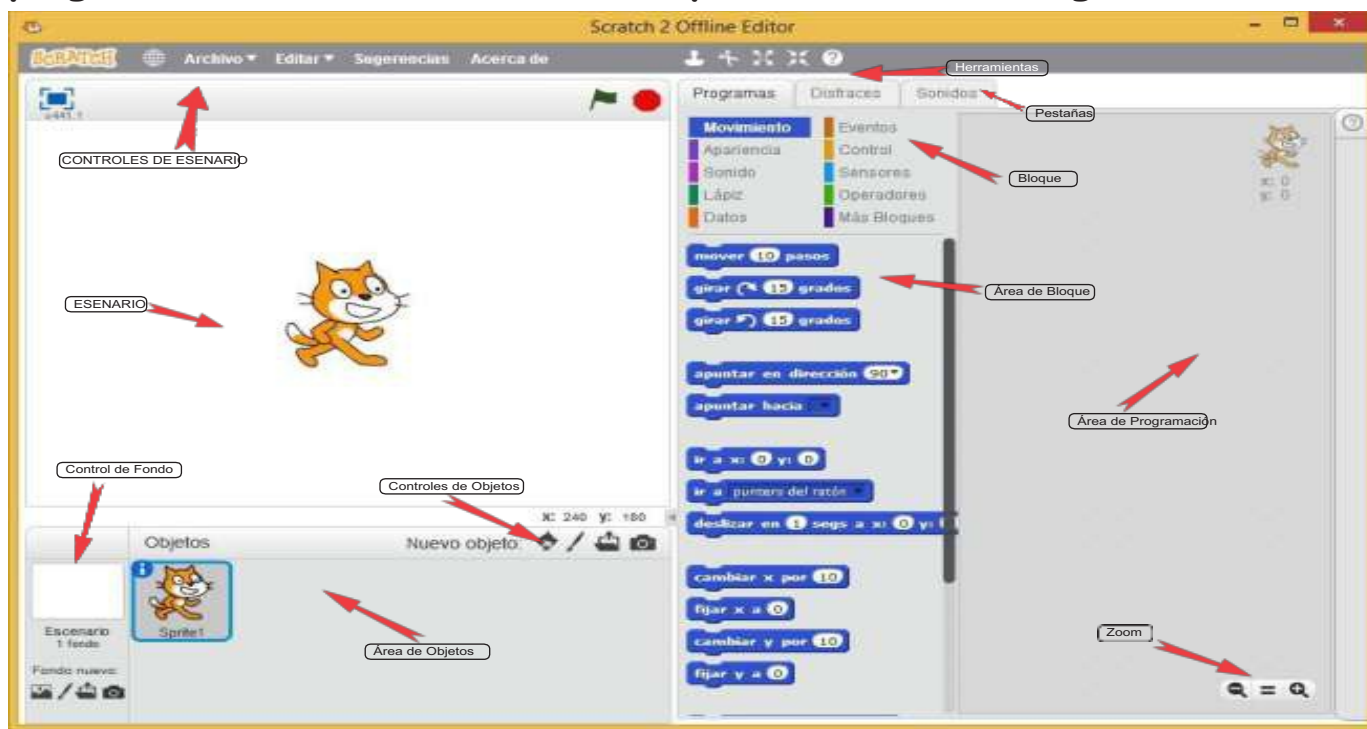 Scratch 2 Offline Editor
SCRATCH Archivo Editar Sugerencias Acerca de
Herramientas
v441.1
Programas Disfraces Sonidos
Pestañas
CONTROLES DE ESENARIO
Movimiento Eventos
Apariencia Control
Sonido Sensores
Lápiz Operadores
Datos Más Bloques
Bloque
x: 0
y: 0
mover 10 pasos
girar 15 grados
girar 15 grados
Área de Bloque
ESENARIO
apuntar en dirección 90
apuntar hacia
Área de Programación
ir a x: 0 y: 0
ir a puntero del ratón
deslizar en 1 segs a x: 0 y:
cambiar x por 10
fijar x a 0
cambiar y por 10
fijar y a 0
Control de Fondo
Controles de Objetos
X: 240 y: -180
Objetos Nuevo objeto:
Sprite1
Escenario
1 fondo
Fondo nuevo:
Área de Objetos
Zoom